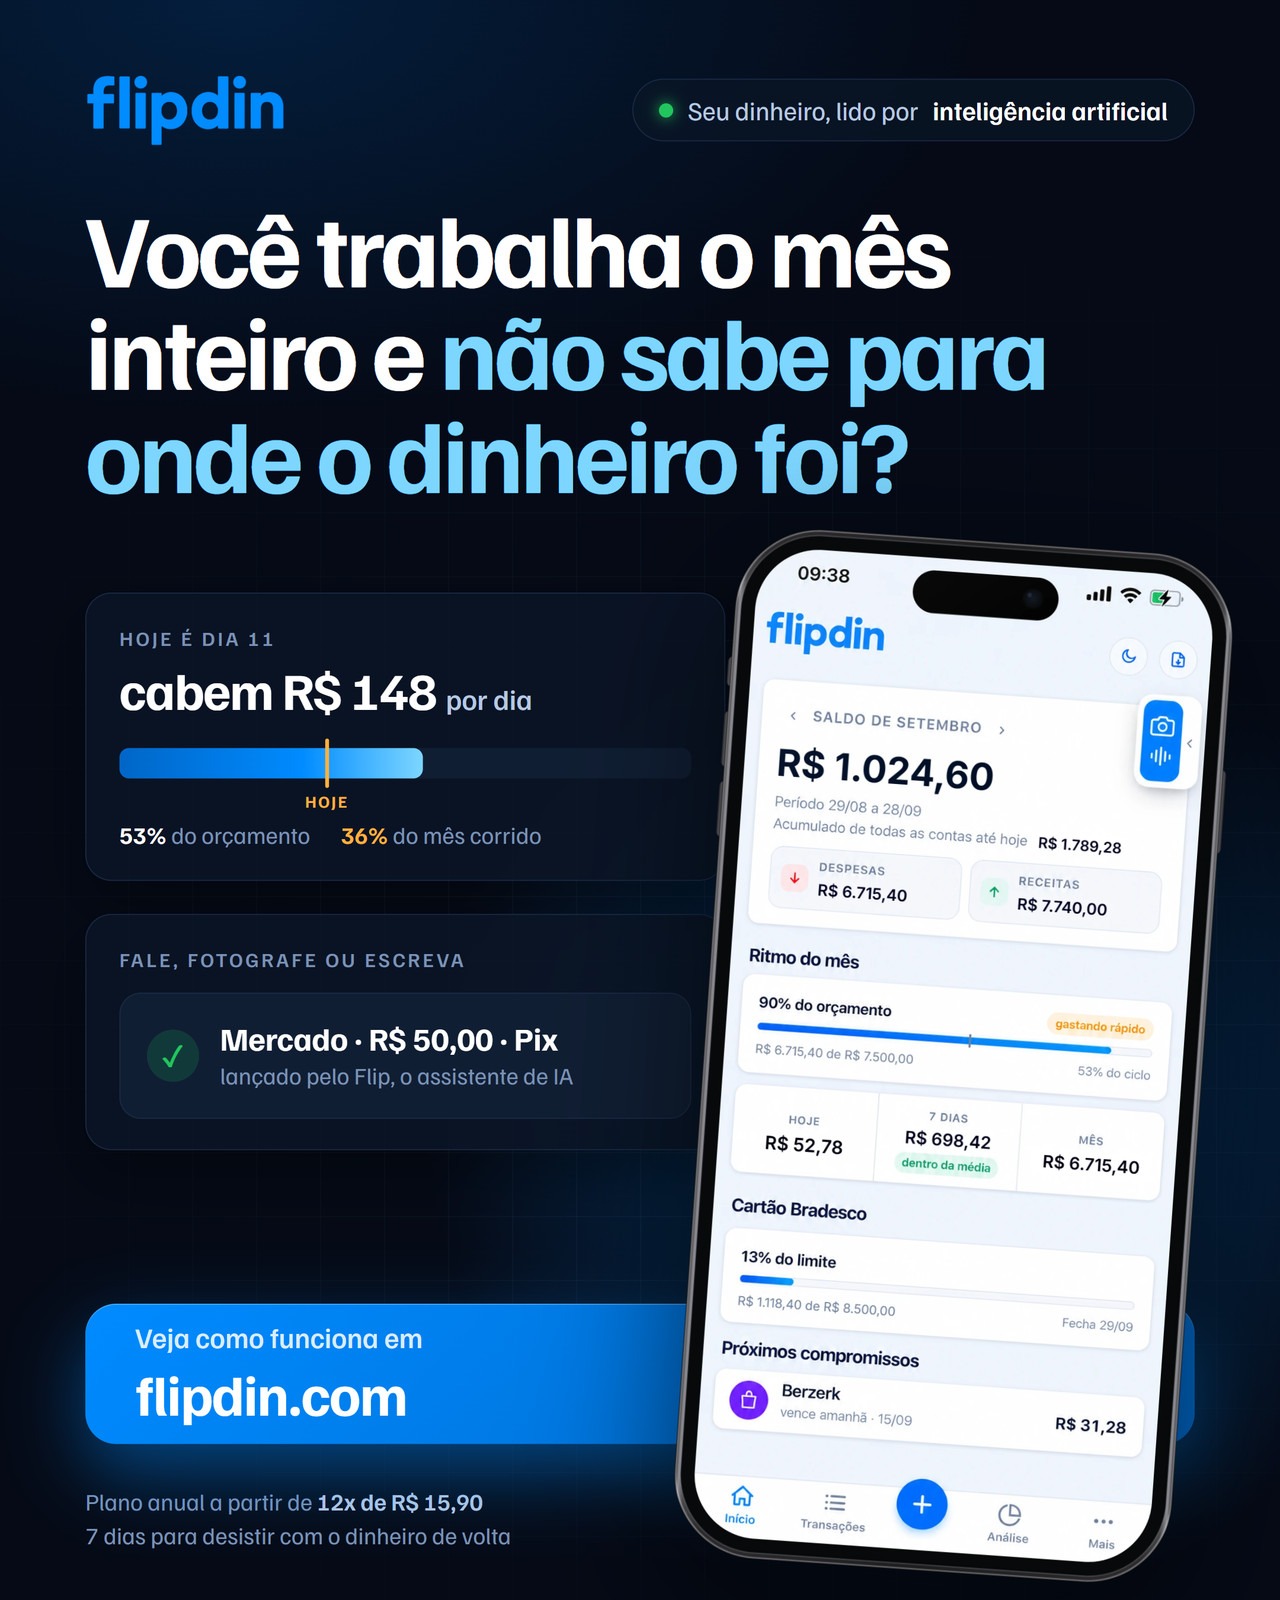 flipdin
Seu dinheiro, lido por inteligência artificial
Você trabalha o mês
inteiro e não sabe para
onde o dinheiro foi?
HOJE É DIA 11
cabem R$ 148 por dia
HOJE
53% do orçamento 36% do mês corrido
FALE, FOTOGRAFE OU ESCREVA
✓
Mercado · R$ 50,00 · Pix
lançado pelo Flip, o assistente de IA
Veja como funciona em
flipdin.com
Plano anual a partir de 12x de R$ 15,90
7 dias para desistir com o dinheiro de volta
09:38
flipdin
‹ SALDO DE SETEMBRO ›
R$ 1.024,60
Período 29/08 a 28/09
Acumulado de todas as contas até hoje R$ 1.789,28
DESPESAS
R$ 6.715,40
RECEITAS
R$ 7.740,00
Ritmo do mês
90% do orçamento
gastando rápido
R$ 6.715,40 de R$ 7.500,00
53% do ciclo
HOJE
R$ 52,78
7 DIAS
R$ 698,42
dentro da média
MÊS
R$ 6.715,40
Cartão Bradesco
13% do limite
R$ 1.118,40 de R$ 8.500,00
Fecha 29/09
Próximos compromissos
Berzerk
vence amanhã · 15/09
R$ 31,28
Início
Transações
Análise
Mais